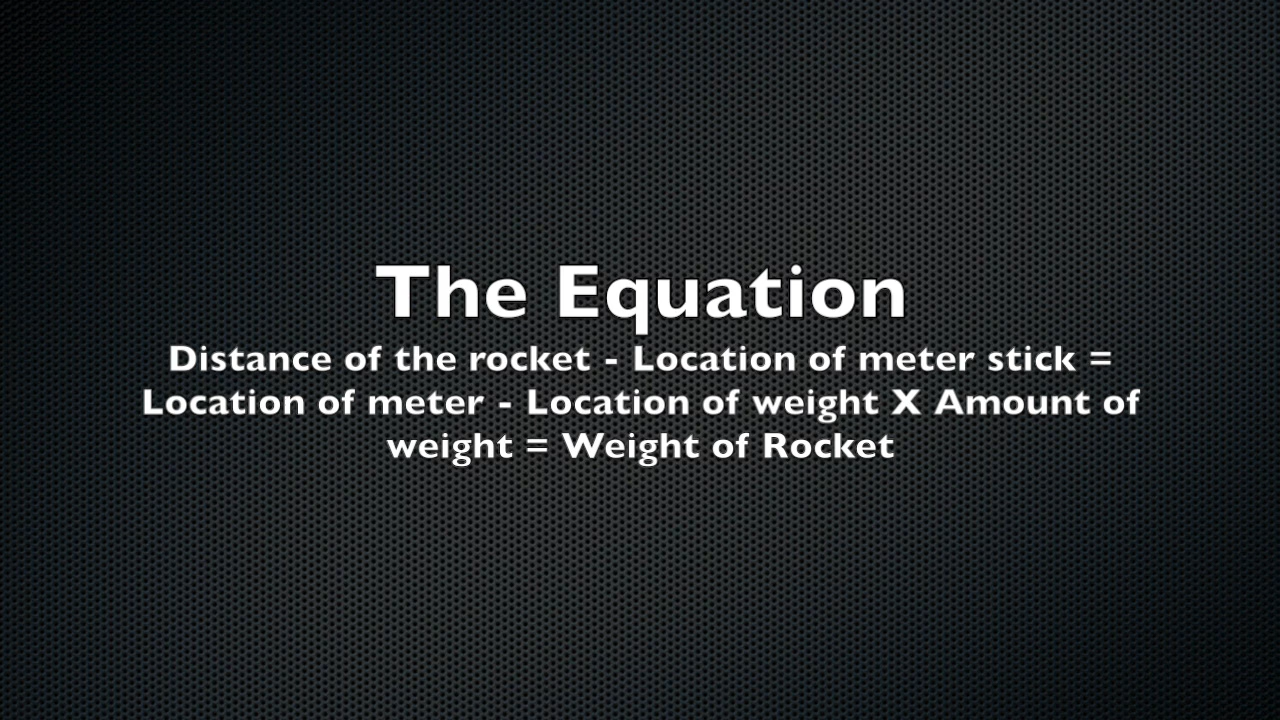 The Equation
Distance of the rocket - Location of meter stick =
Location of meter - Location of weight X Amount of
weight = Weight of Rocket